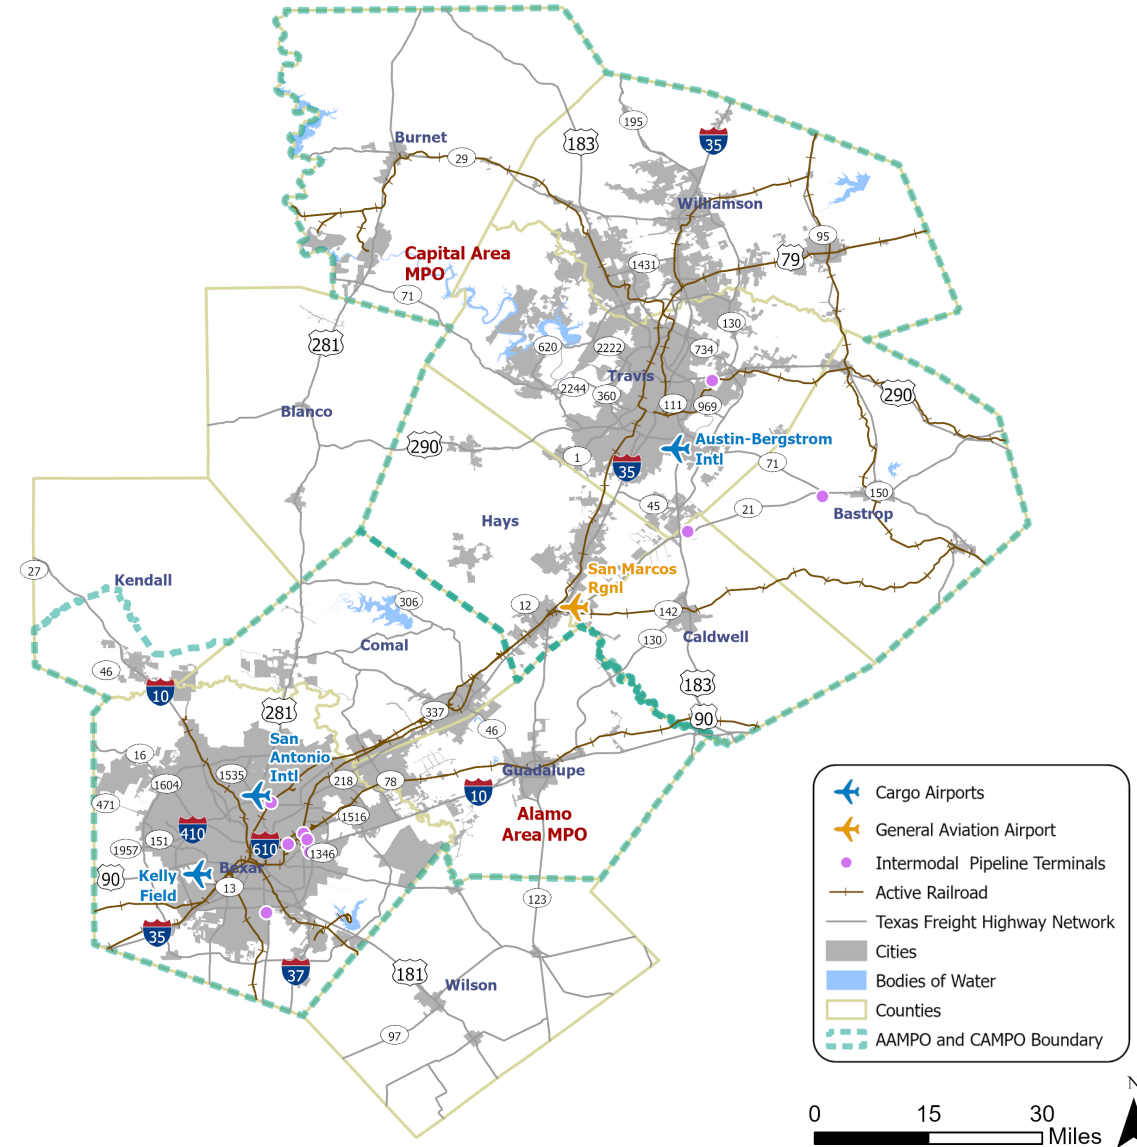 195
183
35
Burnet
29
Williamson
95
79
1431
Capital Area
MPO
71
130
281
620
2222
734
Travis
2244
360
111
969
290
Blanco
290
Austin-Bergstrom
Intl
1
35
71
150
45
21
Bastrop
Hays
27
Kendall
San Marcos
Rgnl
306
12
142
130
Caldwell
Comal
46
10
183
90
281
337
46
San
Antonio
Intl
16
1604
1535
218
78
Guadalupe
10
471
1516
Alamo
Area MPO
410
151
610
1957
1346
90
Kelly
Field
Bexar
13
123
35
37
181
Wilson
97
Cargo Airports
General Aviation Airport
Intermodal Pipeline Terminals
Active Railroad
Texas Freight Highway Network
Cities
Bodies of Water
Counties
AAMPO and CAMPO Boundary
N
0 15 30
Miles